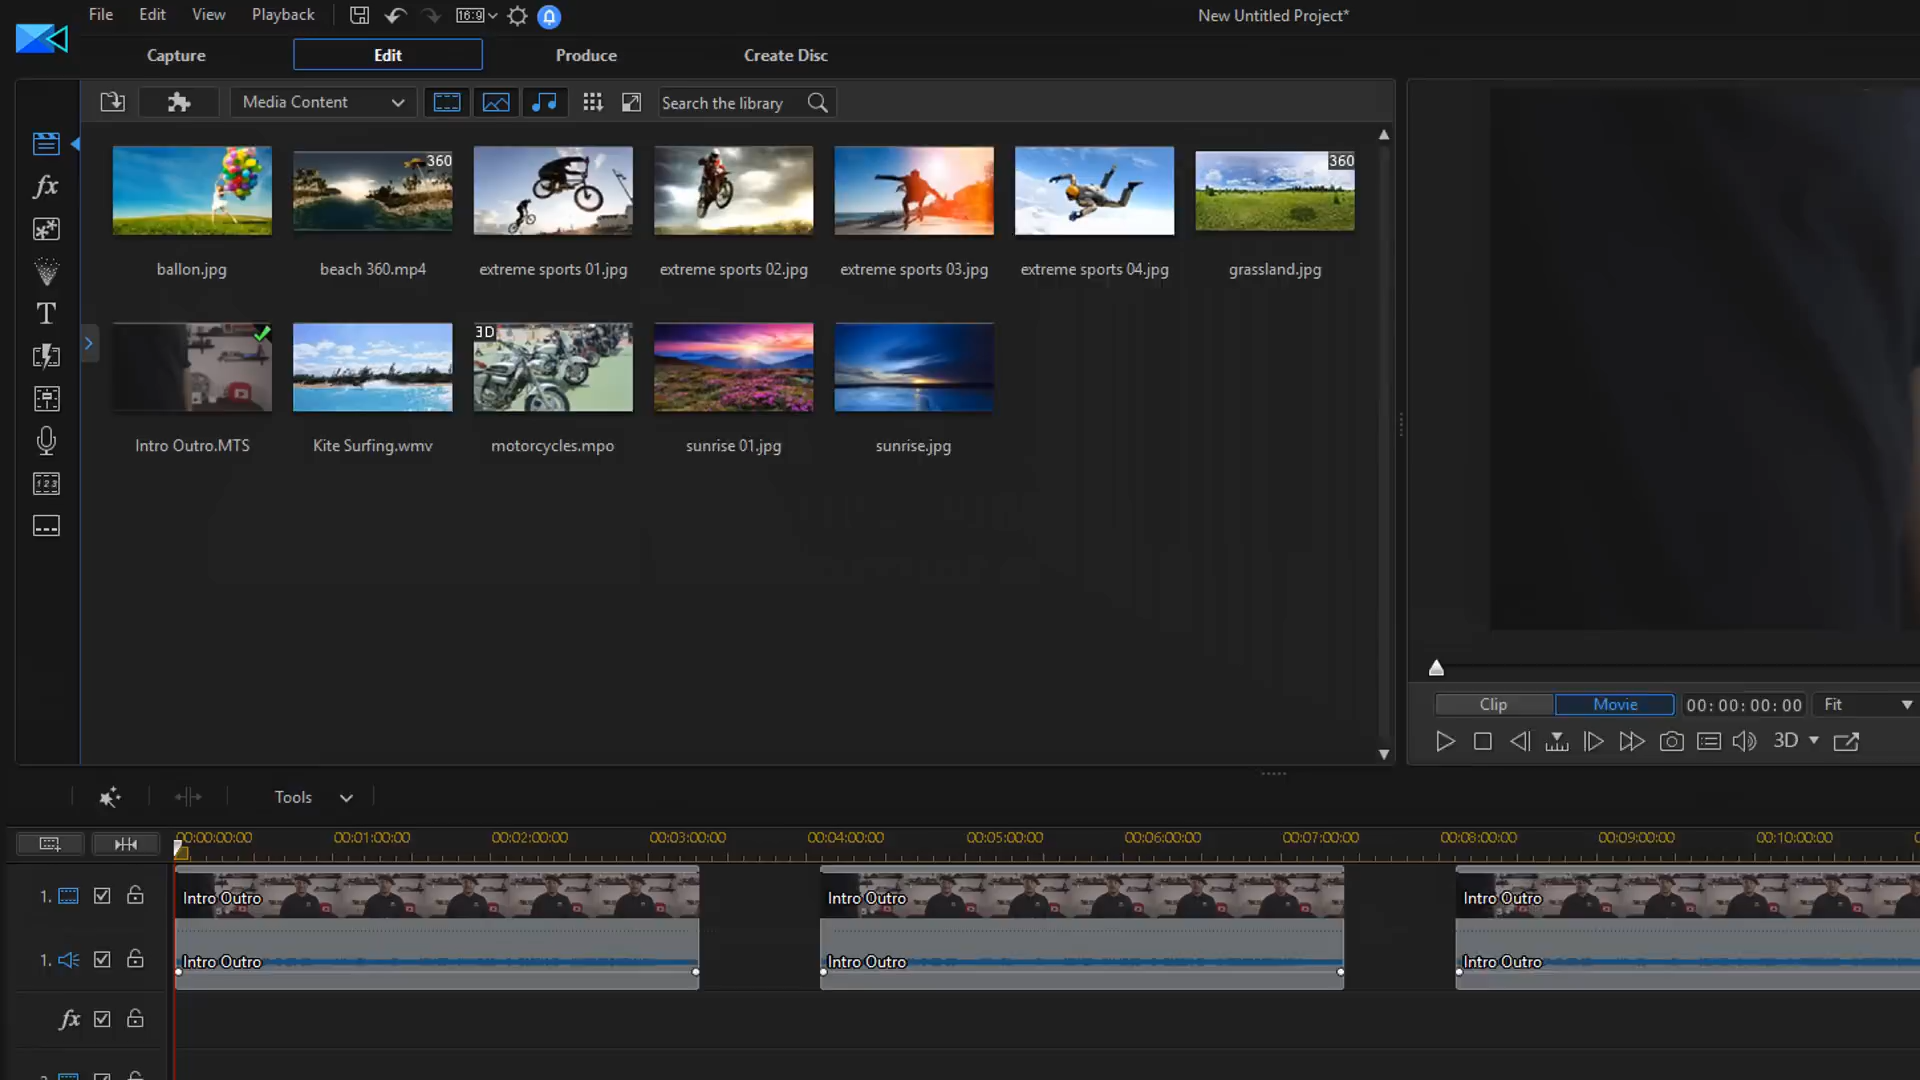 File Edit View Playback 16:9 New Untitled Project*
Capture Edit Produce Create Disc
Media Content Search the library
360 360
ballon.jpg beach 360.mp4 extreme sports 01.jpg extreme sports 02.jpg extreme sports 03.jpg extreme sports 04.jpg grassland.jpg
3D
Intro Outro.MTS Kite Surfing.wmv motorcycles.mpo sunrise 01.jpg sunrise.jpg
fx
T
123
Clip Movie 00:00:00:00 Fit
3D
Tools
00:00:00:00 00:01:00:00 00:02:00:00 00:03:00:00 00:04:00:00 00:05:00:00 00:06:00:00 00:07:00:00 00:08:00:00 00:09:00:00 00:10:00:00
1. Intro Outro Intro Outro Intro Outro
1. Intro Outro Intro Outro Intro Outro
fx